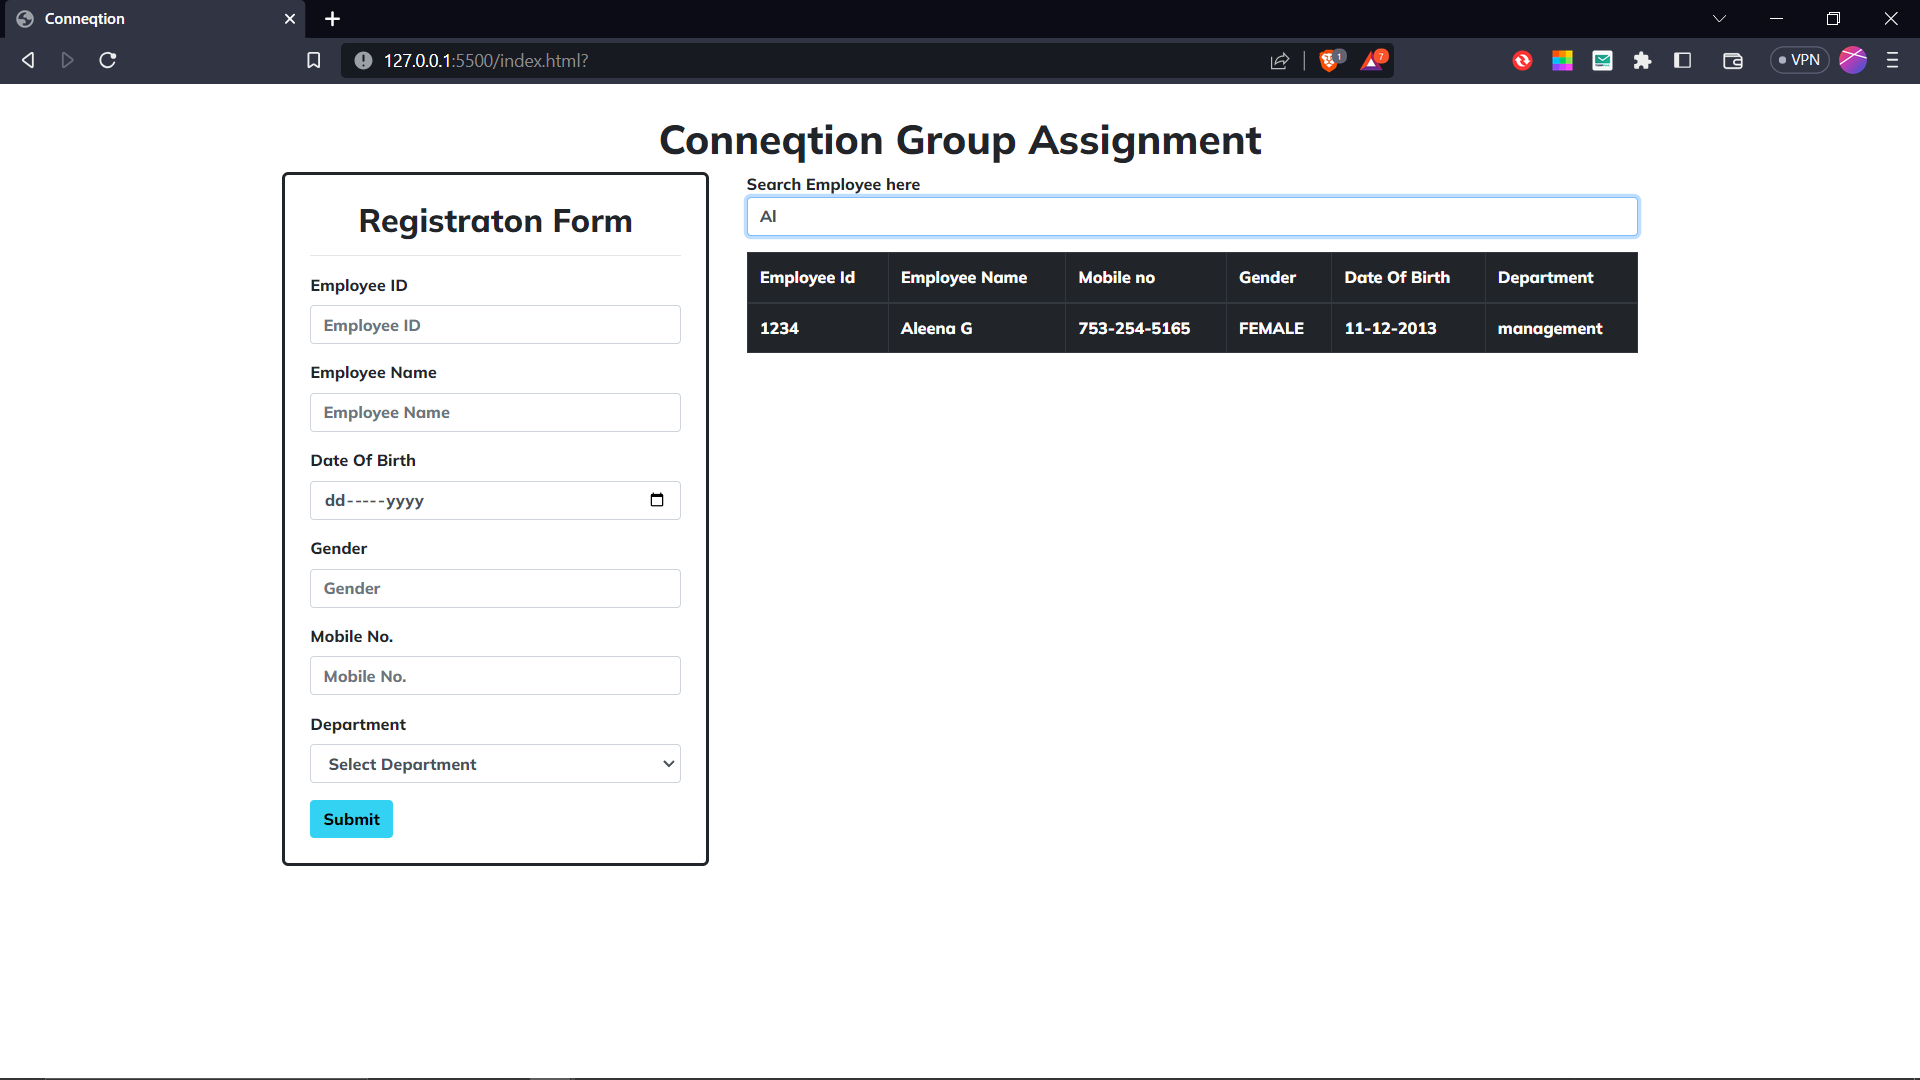 Conneqtion
127.0.0.1:5500/index.html?
1
7
VPN
Conneqtion Group Assignment
Registraton Form
Employee ID
Employee ID
Employee Name
Employee Name
Date Of Birth
dd-----yyyy
Gender
Gender
Mobile No.
Mobile No.
Department
Select Department
Submit
Search Employee here
Al
Employee Id Employee Name Mobile no Gender Date Of Birth Department
1234 Aleena G 753-254-5165 FEMALE 11-12-2013 management